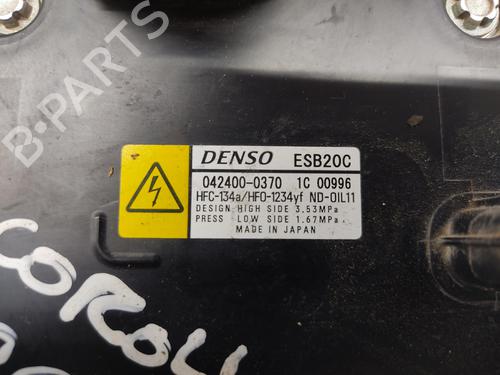 DENSO ESB20C
042400-0370 1C 00996
HFC-134a/HFO-1234yf ND-OIL11
DESIGN HIGH SIDE 3.53MPa
PRESS LOW SIDE 1.67MPa
MADE IN JAPAN
B-PARTS